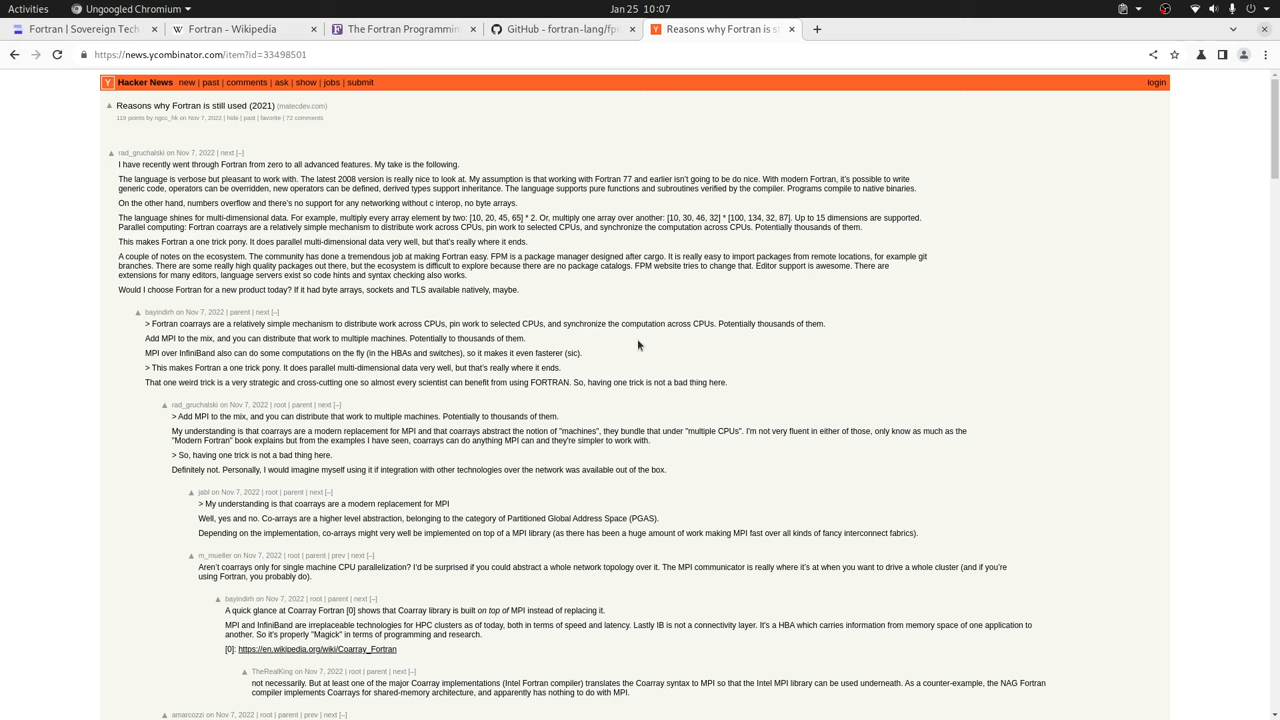 Fortran | Sovereign Tech
Fortran - Wikipedia
The Fortran Programmin
GitHub - fortran-lang/fp
Reasons why Fortran is s
https://news.ycombinator.com/item?id=33498501
Y Hacker News new | past | comments | ask | show | jobs | submit login
Reasons why Fortran is still used (2021) (matecdev.com)
119 points by ngcc_hk on Nov 7, 2022 | hide | past | favorite | 72 comments
rad_gruchalski on Nov 7, 2022 | next [–]
I have recently went through Fortran from zero to all advanced features. My take is the following.
The language is verbose but pleasant to work with. The latest 2008 version is really nice to look at. My assumption is that working with Fortran 77 and earlier isn't going to be do nice. With modern Fortran, it's possible to write
generic code, operators can be overridden, new operators can be defined, derived types support inheritance. The language supports pure functions and subroutines verified by the compiler. Programs compile to native binaries.
On the other hand, numbers overflow and there's no support for any networking without c interop, no byte arrays.
The language shines for multi-dimensional data. For example, multiply every array element by two: [10, 20, 45, 65] * 2. Or, multiply one array over another: [10, 30, 46, 32] * [100, 134, 32, 87]. Up to 15 dimensions are supported.
Parallel computing: Fortran coarrays are a relatively simple mechanism to distribute work across CPUs, pin work to selected CPUs, and synchronize the computation across CPUs. Potentially thousands of them.
This makes Fortran a one trick pony. It does parallel multi-dimensional data very well, but that's really where it ends.
A couple of notes on the ecosystem. The community has done a tremendous job at making Fortran easy. FPM is a package manager designed after cargo. It is really easy to import packages from remote locations, for example git
branches. There are some really high quality packages out there, but the ecosystem is difficult to explore because there are no package catalogs. FPM website tries to change that. Editor support is awesome. There are
extensions for many editors, language servers exist so code hints and syntax checking also works.
Would I choose Fortran for a new product today? If it had byte arrays, sockets and TLS available natively, maybe.
bayindirh on Nov 7, 2022 | parent | next [–]
> Fortran coarrays are a relatively simple mechanism to distribute work across CPUs, pin work to selected CPUs, and synchronize the computation across CPUs. Potentially thousands of them.
Add MPI to the mix, and you can distribute that work to multiple machines. Potentially to thousands of them.
MPI over InfiniBand also can do some computations on the fly (in the HBAs and switches), so it makes it even fasterer (sic).
> This makes Fortran a one trick pony. It does parallel multi-dimensional data very well, but that's really where it ends.
That one weird trick is a very strategic and cross-cutting one so almost every scientist can benefit from using FORTRAN. So, having one trick is not a bad thing here.
rad_gruchalski on Nov 7, 2022 | root | parent | next [–]
> Add MPI to the mix, and you can distribute that work to multiple machines. Potentially to thousands of them.
My understanding is that coarrays are a modern replacement for MPI and that coarrays abstract the notion of "machines", they bundle that under "multiple CPUs". I'm not very fluent in either of those, only know as much as the
"Modern Fortran" book explains but from the examples I have seen, coarrays can do anything MPI can and they're simpler to work with.
> So, having one trick is not a bad thing here.
Definitely not. Personally, I would imagine myself using it if integration with other technologies over the network was available out of the box.
jabl on Nov 7, 2022 | root | parent | next [–]
> My understanding is that coarrays are a modern replacement for MPI
Well, yes and no. Co-arrays are a higher level abstraction, belonging to the category of Partitioned Global Address Space (PGAS).
Depending on the implementation, co-arrays might very well be implemented on top of a MPI library (as there has been a huge amount of work making MPI fast over all kinds of fancy interconnect fabrics).
m_mueller on Nov 7, 2022 | root | parent | prev | next [–]
Aren't coarrays only for single machine CPU parallelization? I'd be surprised if you could abstract a whole network topology over it. The MPI communicator is really where it's at when you want to drive a whole cluster (and if you're
using Fortran, you probably do).
bayindirh on Nov 7, 2022 | root | parent | next [–]
A quick glance at Coarray Fortran [0] shows that Coarray library is built on top of MPI instead of replacing it.
MPI and InfiniBand are irreplaceable technologies for HPC clusters as of today, both in terms of speed and latency. Lastly IB is not a connectivity layer. It's a HBA which carries information from memory space of one application to
another. So it's properly "Magick" in terms of programming and research.
[0]: https://en.wikipedia.org/wiki/Coarray_Fortran
TheRealKing on Nov 7, 2022 | root | parent | next [–]
not necessarily. But at least one of the major Coarray implementations (Intel Fortran compiler) translates the Coarray syntax to MPI so that the Intel MPI library can be used underneath. As a counter-example, the NAG Fortran
compiler implements Coarrays for shared-memory architecture, and apparently has nothing to do with MPI.
amarcozzi on Nov 7, 2022 | root | parent | prev | next [–]